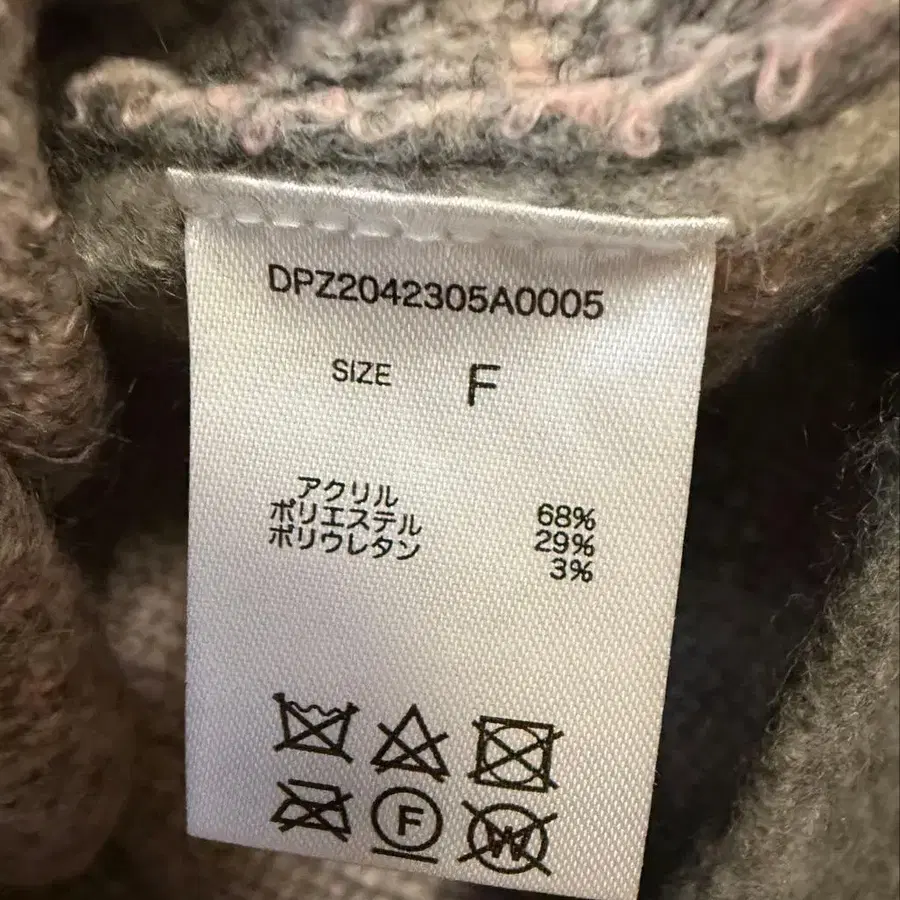 DPZ2042305A0005
SIZE F
アクリル 68%
ポリエステル 29%
ポリウレタン 3%
F W